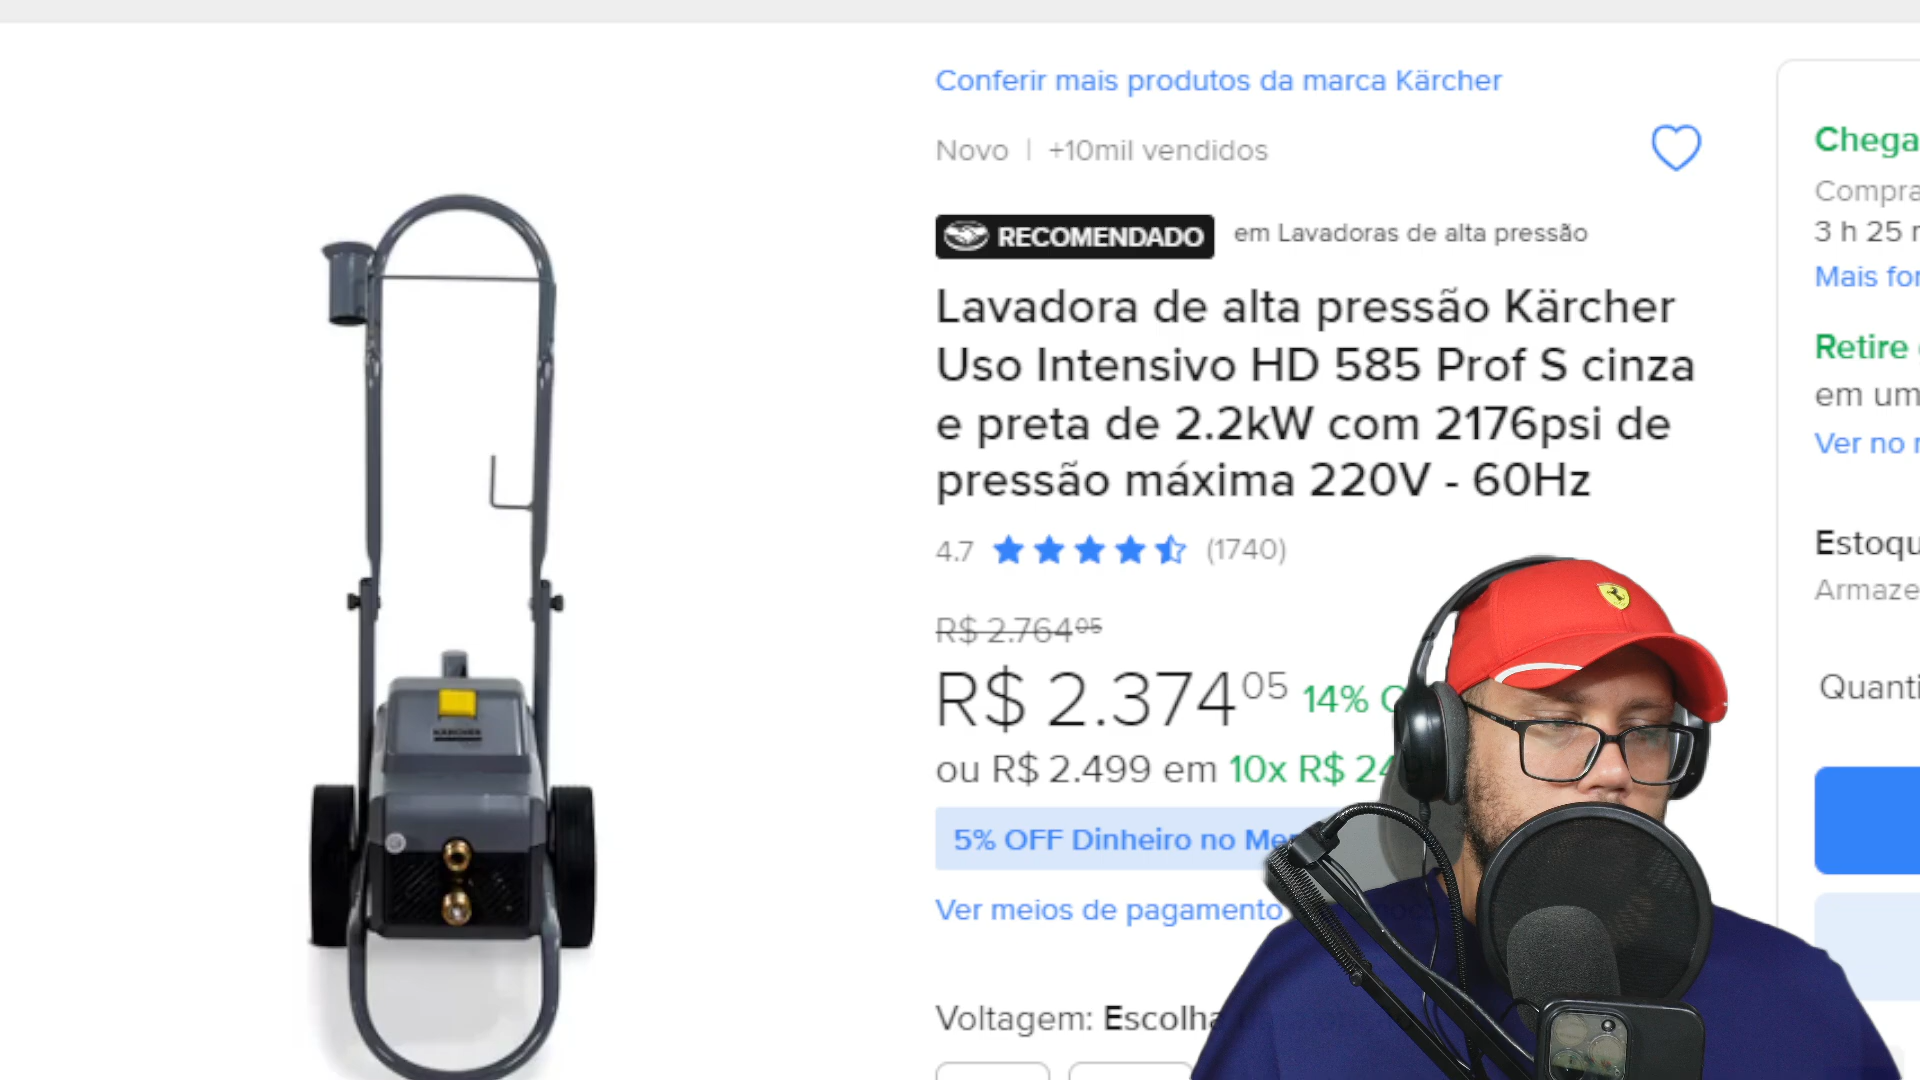 Conferir mais produtos da marca Kärcher
Novo | +10mil vendidos
RECOMENDADO em Lavadoras de alta pressão
Lavadora de alta pressão Kärcher
Uso Intensivo HD 585 Prof S cinza
e preta de 2.2kW com 2176psi de
pressão máxima 220V - 60Hz
4.7 (1740)
R$ 2.764 05
R$ 2.374 05 14%
ou R$ 2.499 em 10x R$
5% OFF Dinheiro no
Ver meios de pagamento
Voltagem: Escolha
KÄRCHER
Chega
Compra
3 h 25
Mais
Retire
em um
Ver no